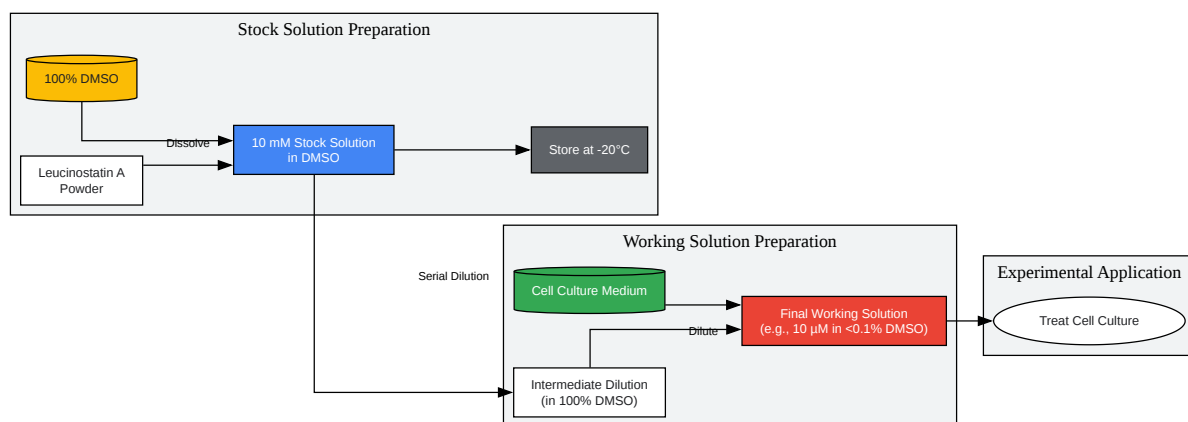 Stock Solution Preparation
100% DMSO
Dissolve
10 mM Stock Solution
in DMSO
Store at -20°C
Leucinostatin A
Powder
Working Solution Preparation
Serial Dilution
Cell Culture Medium
Final Working Solution
(e.g., 10 µM in <0.1% DMSO)
Dilute
Intermediate Dilution
(in 100% DMSO)
Experimental Application
Treat Cell Culture